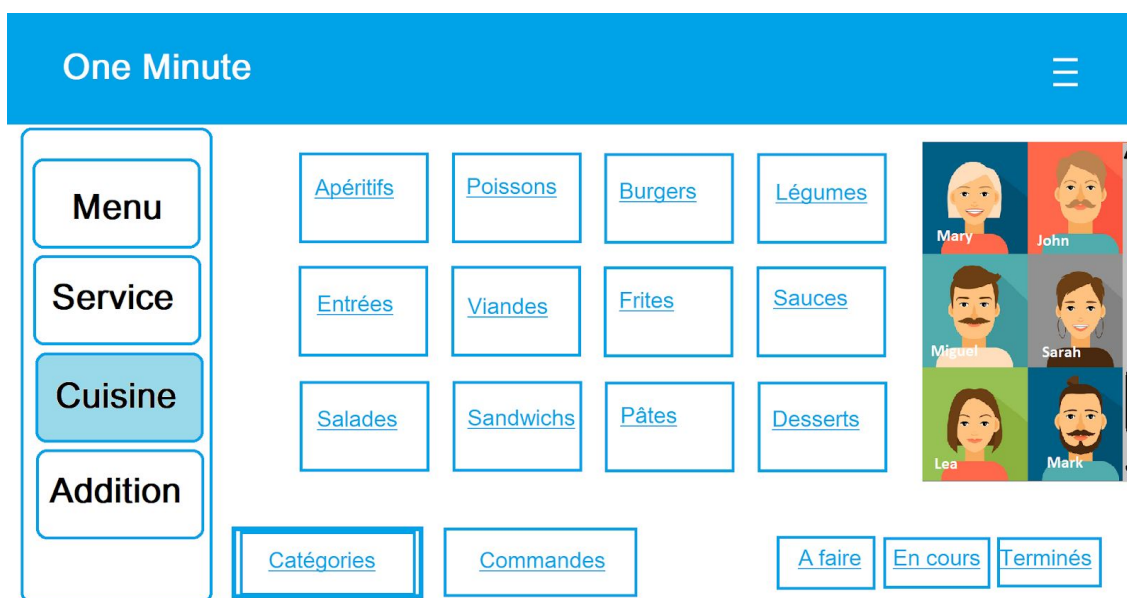 One Minute
Menu
Service
Cuisine
Addition
Apéritifs
Poissons
Burgers
Légumes
Entrées
Viandes
Frites
Sauces
Salades
Sandwichs
Pâtes
Desserts
Mary
John
Miguel
Sarah
Lea
Mark
Catégories
Commandes
A faire
En cours
Terminés